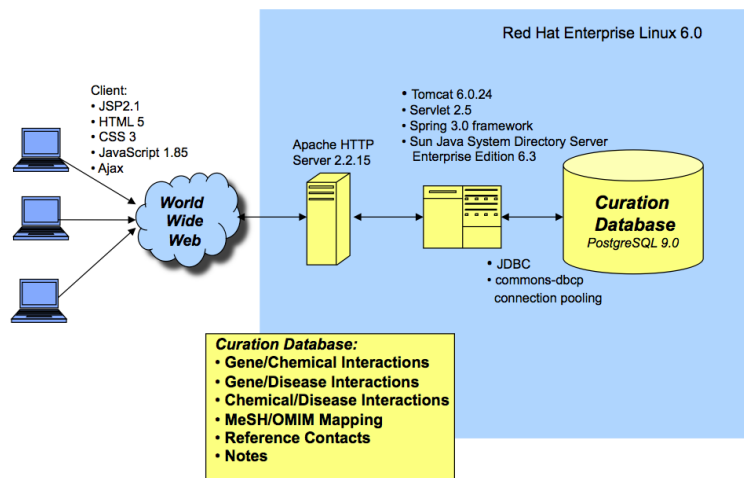 Red Hat Enterprise Linux 6.0
Client:
• JSP2.1
• HTML 5
• CSS 3
• JavaScript 1.85
• Ajax
World
Wide
Web
Apache HTTP
Server 2.2.15
• Tomcat 6.0.24
• Servlet 2.5
• Spring 3.0 framework
• Sun Java System Directory Server
Enterprise Edition 6.3
Curation
Database
PostgreSQL 9.0
• JDBC
• commons-dbcp
connection pooling
Curation Database:
• Gene/Chemical Interactions
• Gene/Disease Interactions
• Chemical/Disease Interactions
• MeSH/OMIM Mapping
• Reference Contacts
• Notes